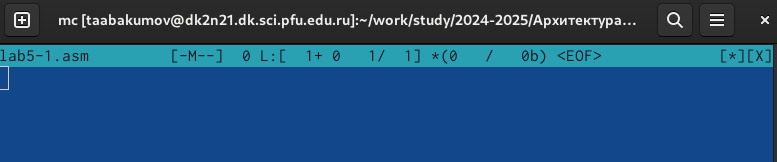 mc [taabakumov@dk2n21.dk.sci.pfu.edu.ru]:~/work/study/2024-2025/Архитектура…
lab5-1.asm [-M--] 0 L:[ 1+ 0 1/ 1] *(0 / 0b) <EOF> [*][X]